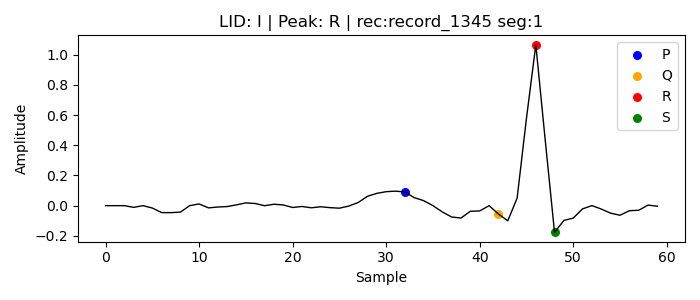 LID: I | Peak: R | rec:record_1345 seg:1
Amplitude
1.0
0.8
0.6
0.4
0.2
0.0
−0.2
P
Q
R
S
0 10 20 30 40 50 60
Sample